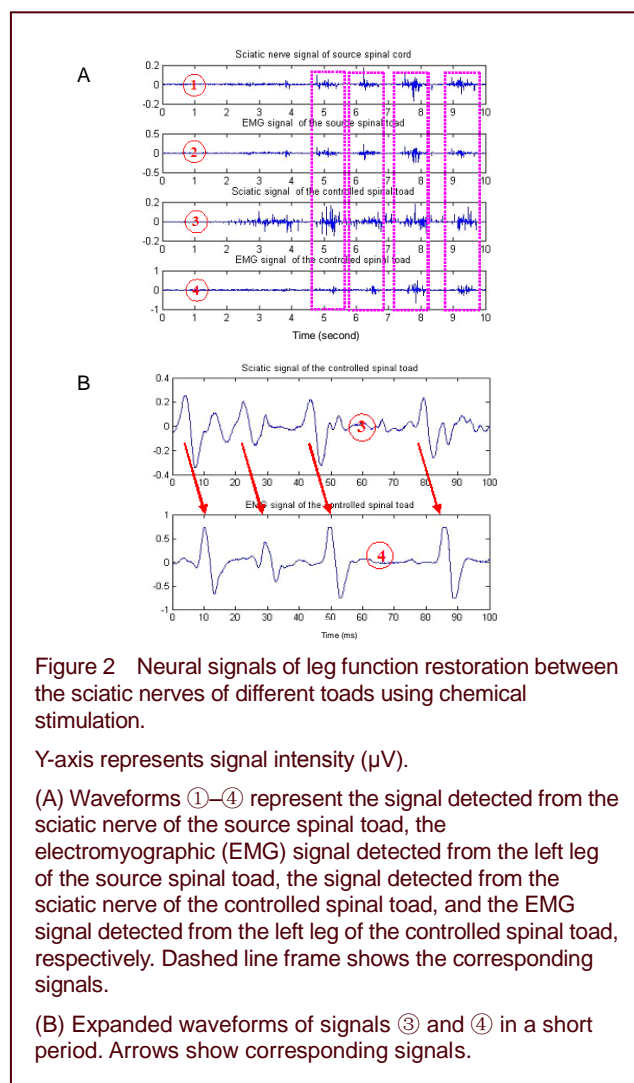 A
Sciatic nerve signal of source spinal cord
0.2
0
-0.2
①
0 1 2 3 4 5 6 7 8 9 10
EMG signal of the source spinal toad
0.5
0
-0.5
②
0 1 2 3 4 5 6 7 8 9 10
Sciatic signal of the controlled spinal toad
0.2
0
-0.2
③
0 1 2 3 4 5 6 7 8 9 10
EMG signal of the controlled spinal toad
1
0
-1
④
0 1 2 3 4 5 6 7 8 9 10
Time (second)
B
Sciatic signal of the controlled spinal toad
0.4
0.2
0
-0.2
-0.4
③
0 10 20 30 40 50 60 70 80 90 100
EMG signal of the controlled spinal toad
1
0.5
0
-0.5
-1
④
0 10 20 30 40 50 60 70 80 90 100
Time (ms)
Figure 2 Neural signals of leg function restoration between
the sciatic nerves of different toads using chemical
stimulation.
Y-axis represents signal intensity (μV).
(A) Waveforms ①–④ represent the signal detected from the
sciatic nerve of the source spinal toad, the
electromyographic (EMG) signal detected from the left leg
of the source spinal toad, the signal detected from the
sciatic nerve of the controlled spinal toad, and the EMG
signal detected from the left leg of the controlled spinal toad,
respectively. Dashed line frame shows the corresponding
signals.
(B) Expanded waveforms of signals ③ and ④ in a short
period. Arrows show corresponding signals.